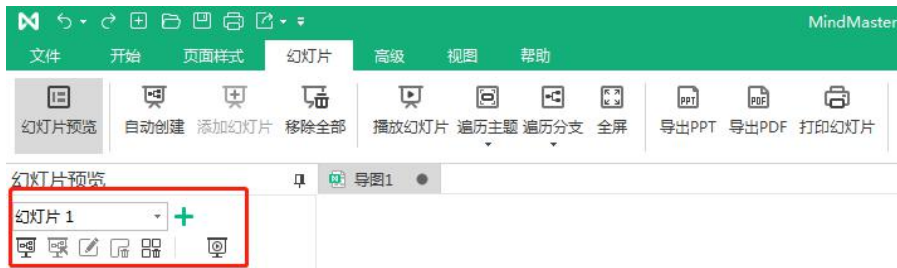 MindMaster
文件 开始 页面样式 幻灯片 高级 视图 帮助
幻灯片预览 自动创建 添加幻灯片 移除全部 播放幻灯片 遍历主题 遍历分支 全屏 导出PPT 导出PDF 打印幻灯片
幻灯片预览 导图1
幻灯片 1